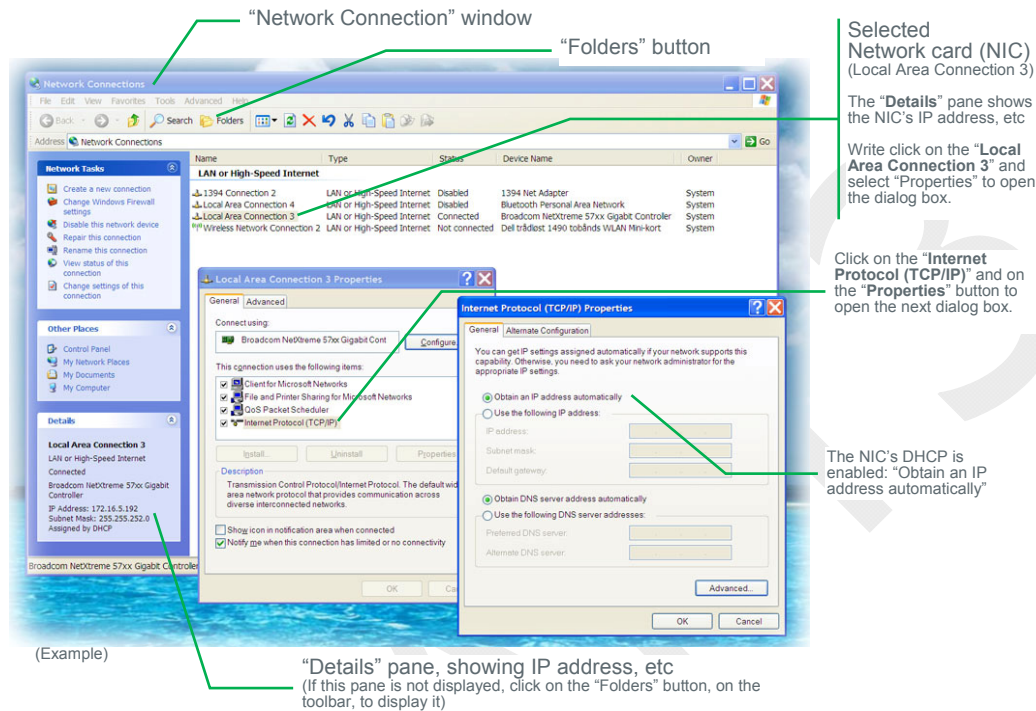 “Network Connection” window
“Folders” button
Selected
Network card (NIC)
(Local Area Connection 3)
The “Details” pane shows
the NIC’s IP address, etc
Write click on the “Local
Area Connection 3” and
select “Properties” to open
the dialog box.
Click on the “Internet
Protocol (TCP/IP)” and on
the “Properties” button to
open the next dialog box.
The NIC’s DHCP is
enabled: “Obtain an IP
address automatically”
Network Connections
File Edit View Favorites Tools Advanced Help
Back Search Folders
Address Network Connections Go
Network Tasks
Create a new connection
Change Windows Firewall
settings
Disable this network device
Repair this connection
Rename this connection
View status of this
connection
Change settings of this
connection
Other Places
Control Panel
My Network Places
My Documents
My Computer
Details
Local Area Connection 3
LAN or High-Speed Internet
Connected
Broadcom NetXtreme 57xx Gigabit
Controller
IP Address: 172.16.5.192
Subnet Mask: 255.255.252.0
Assigned by DHCP
Broadcom NetXtreme 57xx Gigabit Controller
Name Type Status Device Name Owner
LAN or High-Speed Internet
1394 Connection 2 LAN or High-Speed Internet Disabled 1394 Net Adapter System
Local Area Connection 4 LAN or High-Speed Internet Disabled Bluetooth Personal Area Network System
Local Area Connection 3 LAN or High-Speed Internet Connected Broadcom NetXtreme 57xx Gigabit Controller System
Wireless Network Connection 2 LAN or High-Speed Internet Not connected Dell trådløst 1490 tobånds WLAN Mini-kort System
Local Area Connection 3 Properties
General Advanced
Connect using:
Broadcom NetXtreme 57xx Gigabit Cont Configure...
This connection uses the following items:
Client for Microsoft Networks
File and Printer Sharing for Microsoft Networks
QoS Packet Scheduler
Internet Protocol (TCP/IP)
Install... Uninstall Properties
Description
Transmission Control Protocol/Internet Protocol. The default wid
area network protocol that provides communication across
diverse interconnected networks.
Show icon in notification area when connected
Notify me when this connection has limited or no connectivity
OK Ca
Internet Protocol (TCP/IP) Properties
General Alternate Configuration
You can get IP settings assigned automatically if your network supports this
capability. Otherwise, you need to ask your network administrator for the
appropriate IP settings.
Obtain an IP address automatically
Use the following IP address:
IP address:
Subnet mask:
Default gateway:
Obtain DNS server address automatically
Use the following DNS server addresses:
Preferred DNS server:
Alternate DNS server:
Advanced...
OK Cancel
(Example)
“Details” pane, showing IP address, etc
(If this pane is not displayed, click on the “Folders” button, on the
toolbar, to display it)